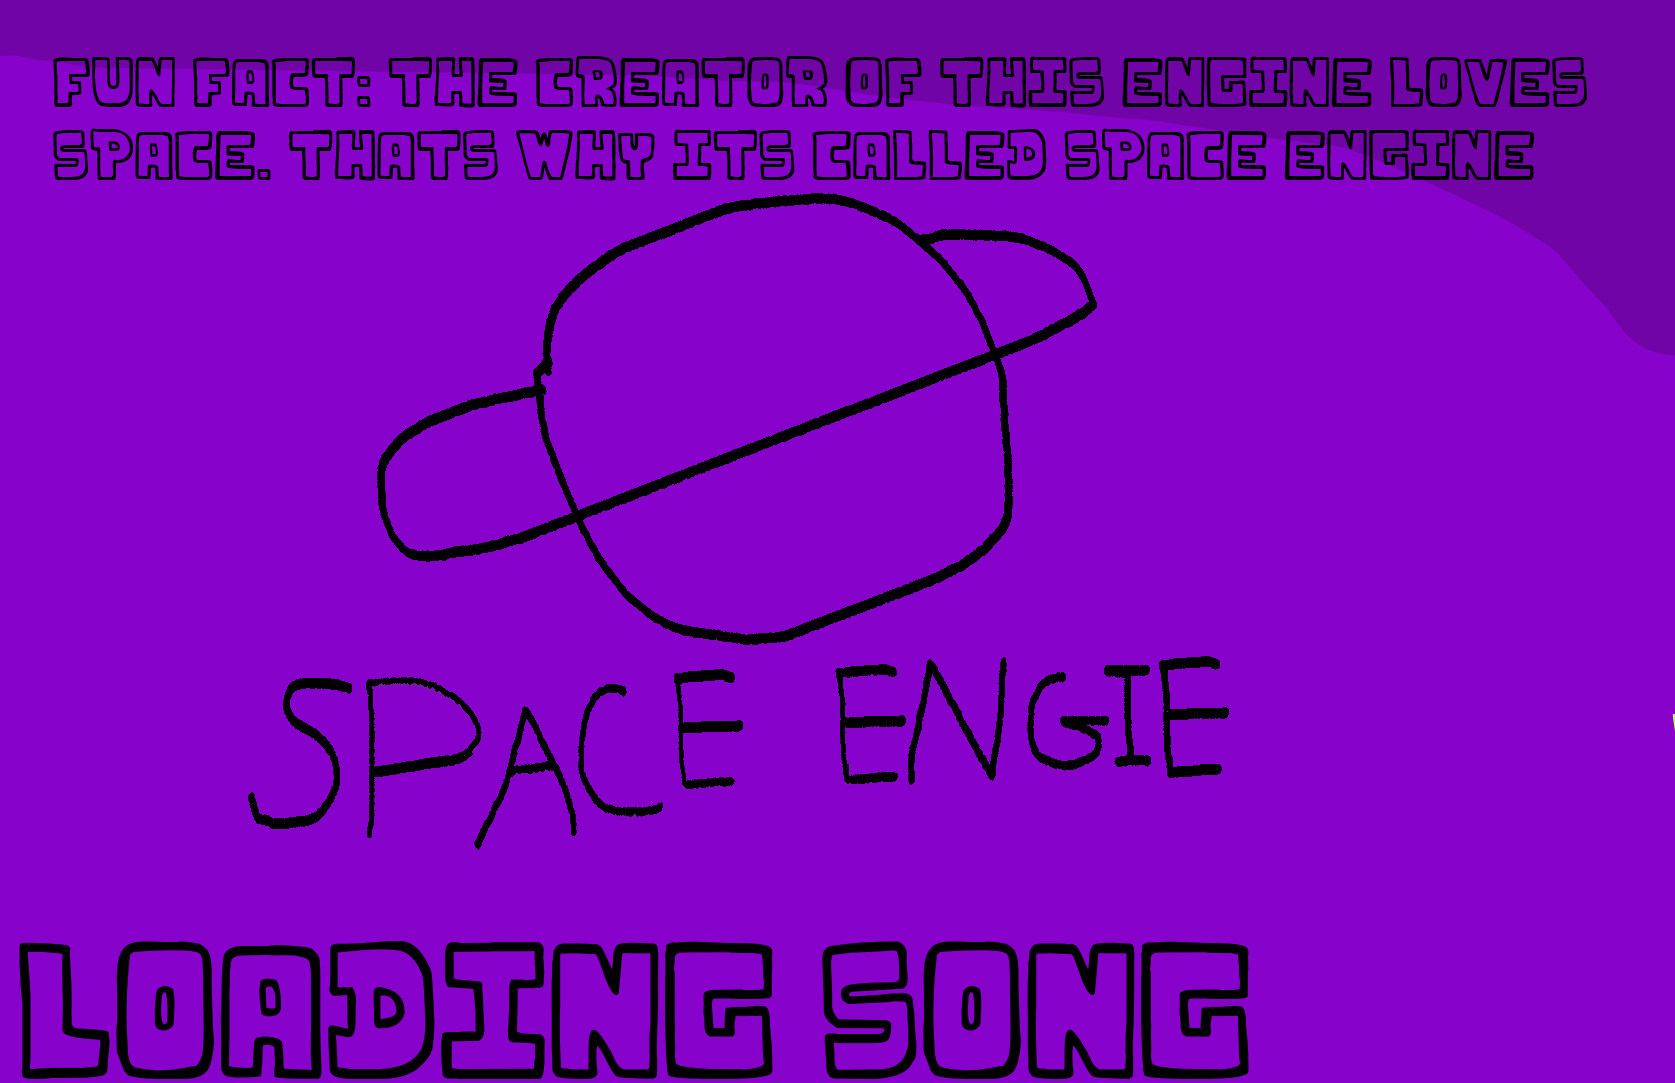 FUN FACT: THE CREATOR OF THIS ENGINE LOVES
SPACE. THATS WHY ITS CALLED SPACE ENGINE
SPACE ENGIE
LOADING SONG